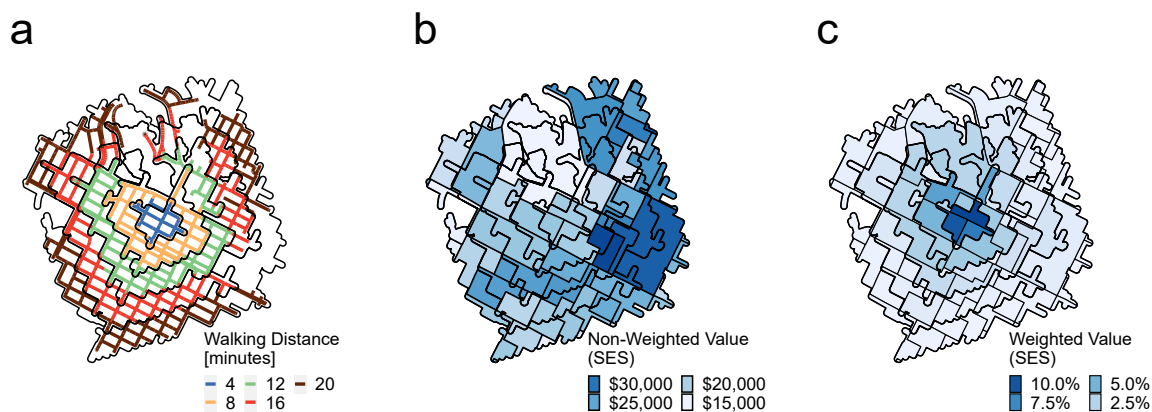 a
b
c
Walking Distance
[minutes]
4 12 20
8 16
Non-Weighted Value
(SES)
$30,000 $20,000
$25,000 $15,000
Weighted Value
(SES)
10.0% 5.0%
7.5% 2.5%